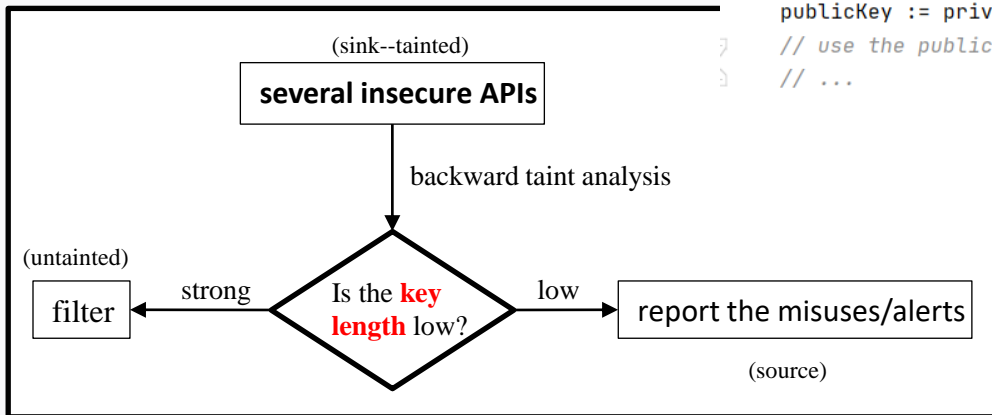 publicKey := priv
// use the public
// ...
(sink--tainted)
several insecure APIs
backward taint analysis
(untainted)
filter
strong
Is the key
length low?
low
report the misuses/alerts
(source)